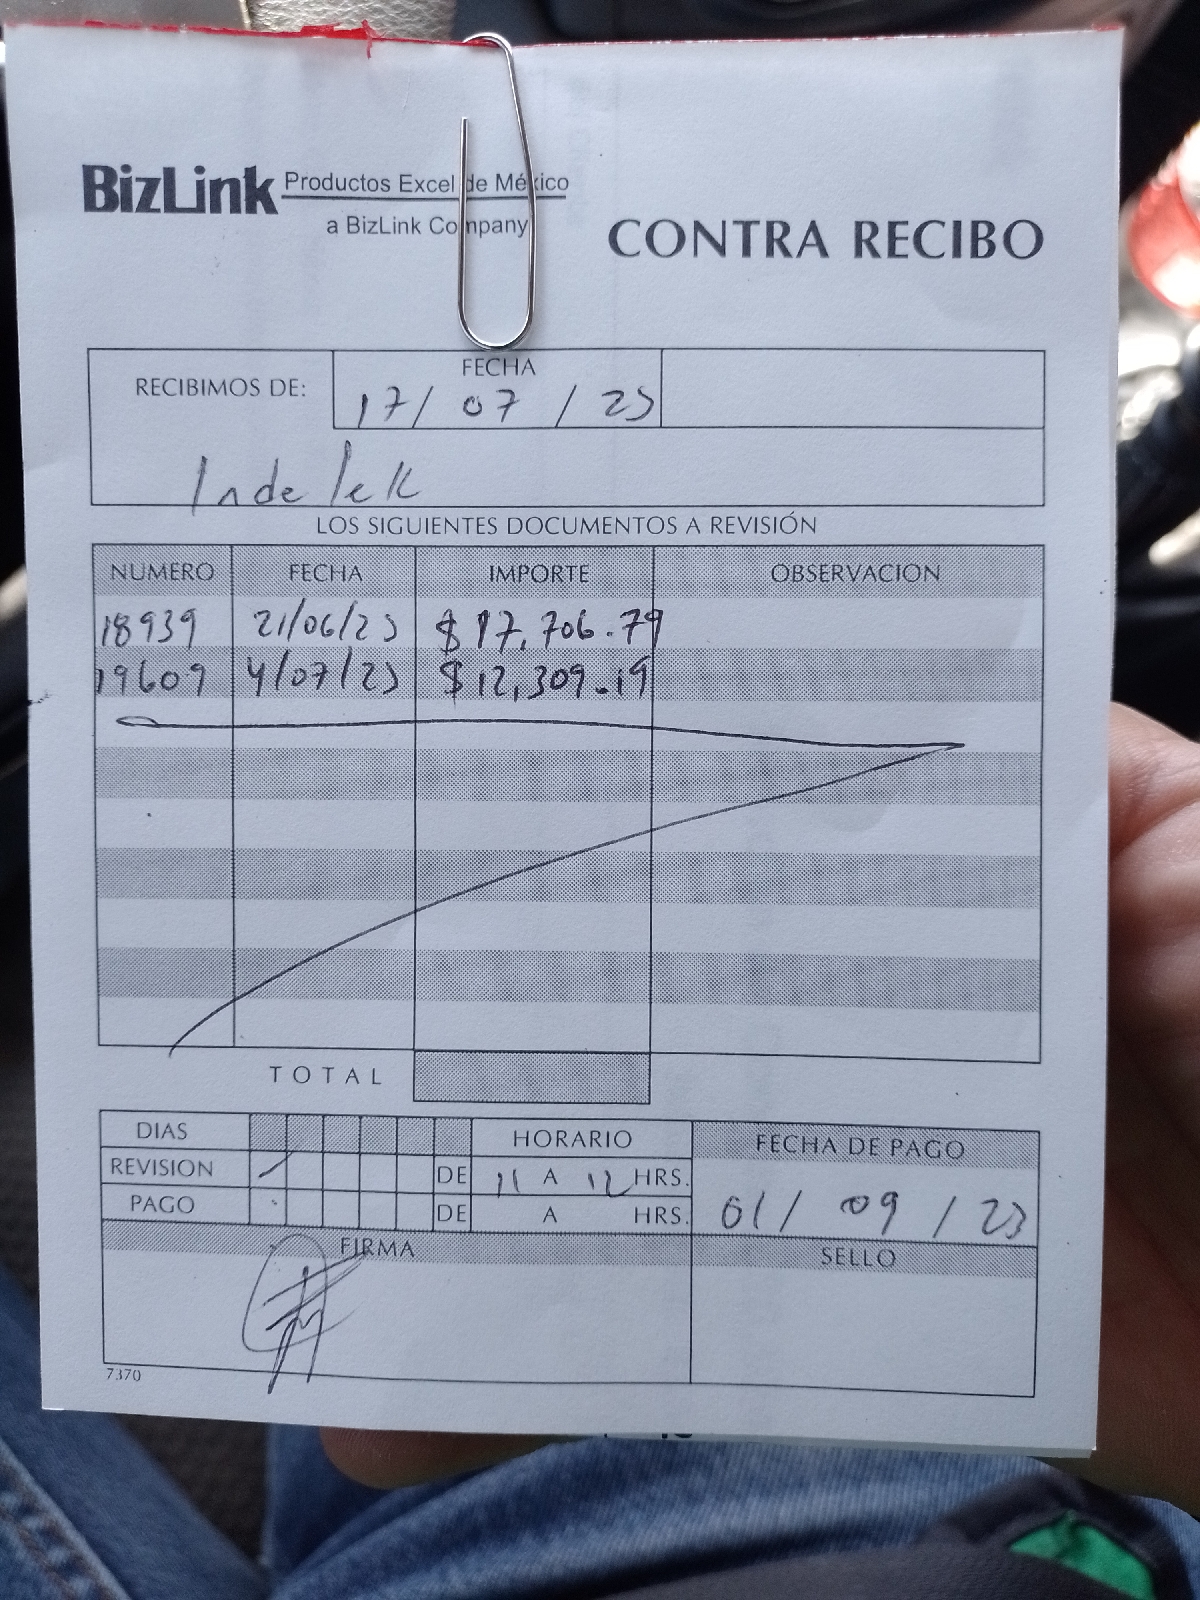 BizLink Productos Excel de México
a BizLink Company
CONTRA RECIBO
RECIBIMOS DE:
FECHA
17/ 07 / 23
Indelek
LOS SIGUIENTES DOCUMENTOS A REVISIÓN
NUMERO FECHA IMPORTE OBSERVACION
18939 21/06/23 $ 17,706.79
19609 4/07/23 $ 12,309.19
TOTAL
DIAS HORARIO FECHA DE PAGO
REVISION DE 11 A 12 HRS.
PAGO DE A HRS.
01/ 09 / 23
FIRMA SELLO
7370